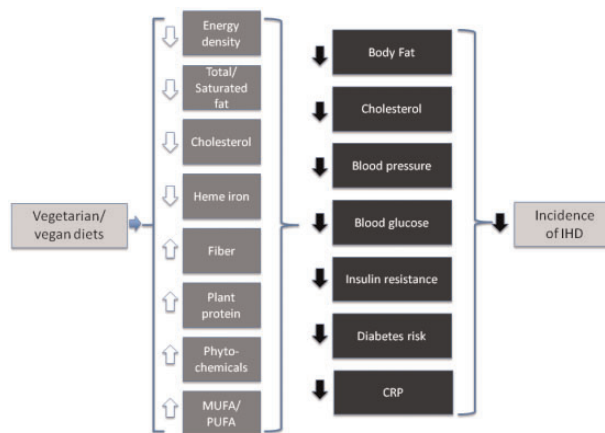 Vegetarian/
vegan diets
Energy
density
Total/
Saturated
fat
Cholesterol
Heme iron
Fiber
Plant
protein
Phyto-
chemicals
MUFA/
PUFA
Body Fat
Cholesterol
Blood pressure
Blood glucose
Insulin resistance
Diabetes risk
CRP
Incidence
of IHD